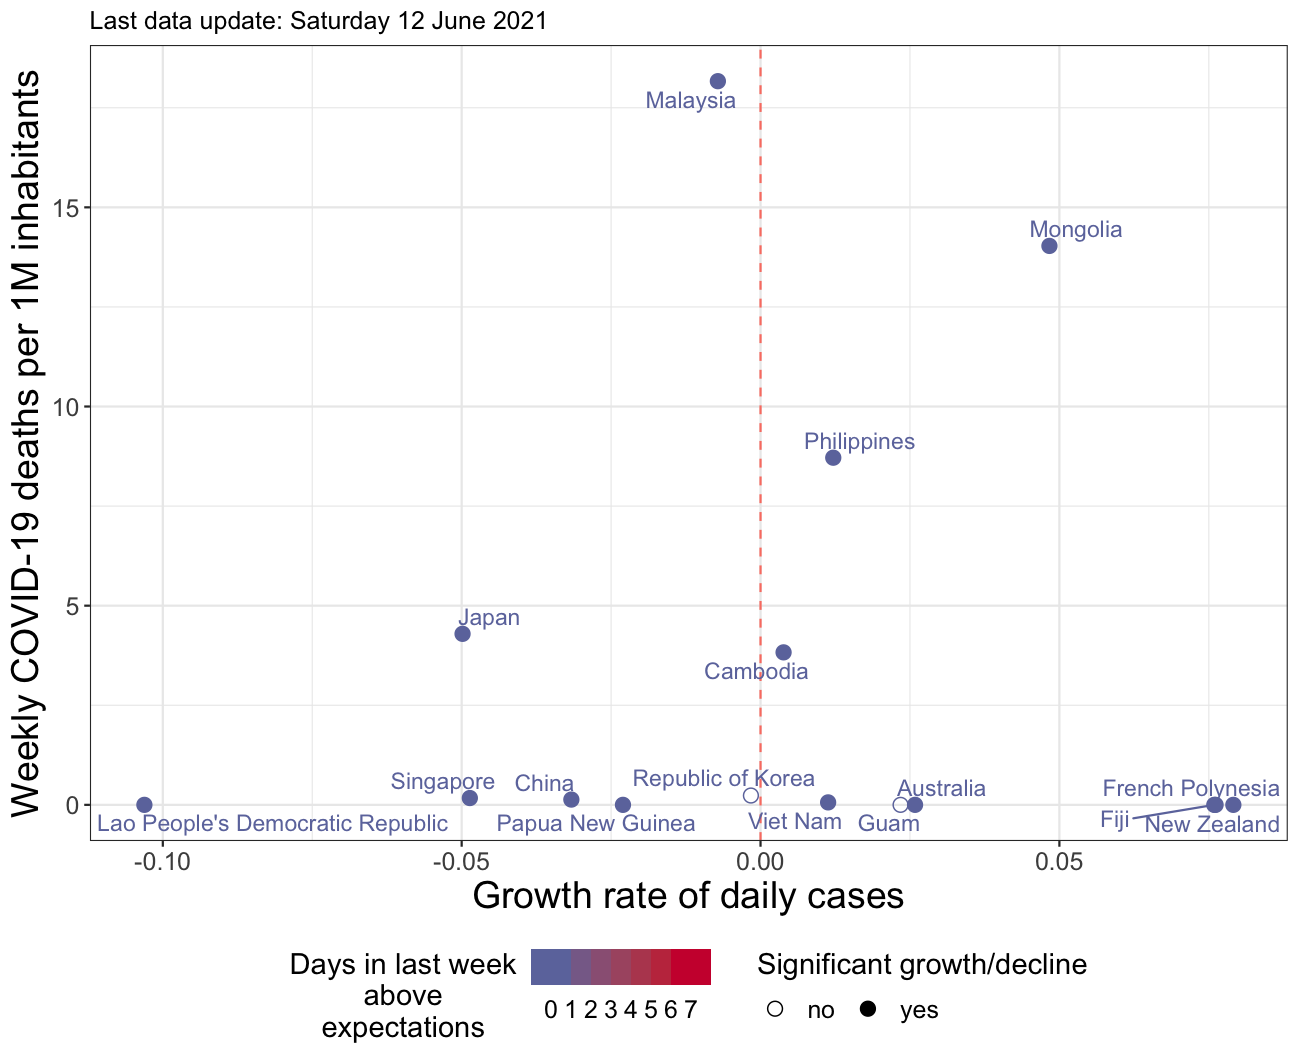 Last data update: Saturday 12 June 2021
Weekly COVID-19 deaths per 1M inhabitants
15
10
5
0
Malaysia
Mongolia
Philippines
Japan
Cambodia
Singapore
China
Republic of Korea
Australia
French Polynesia
Lao People's Democratic Republic
Papua New Guinea
Viet Nam
Guam
Fiji
New Zealand
-0.10
-0.05
0.00
0.05
Growth rate of daily cases
Days in last week
above
expectations
0 1 2 3 4 5 6 7
Significant growth/decline
no
yes